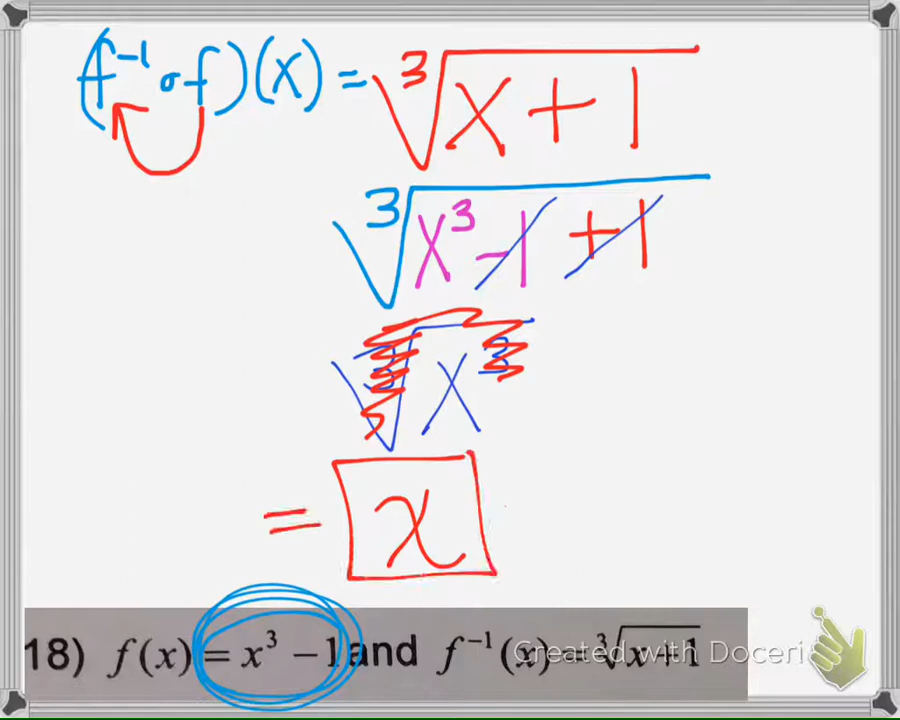 (f⁻¹ ∘ f)(x) = ∛x + 1
∛x³ - 1 + 1
∛x³
= x
18) f(x) = x³ − 1 and f⁻¹(x) = ∛x+1
Created with Doceri